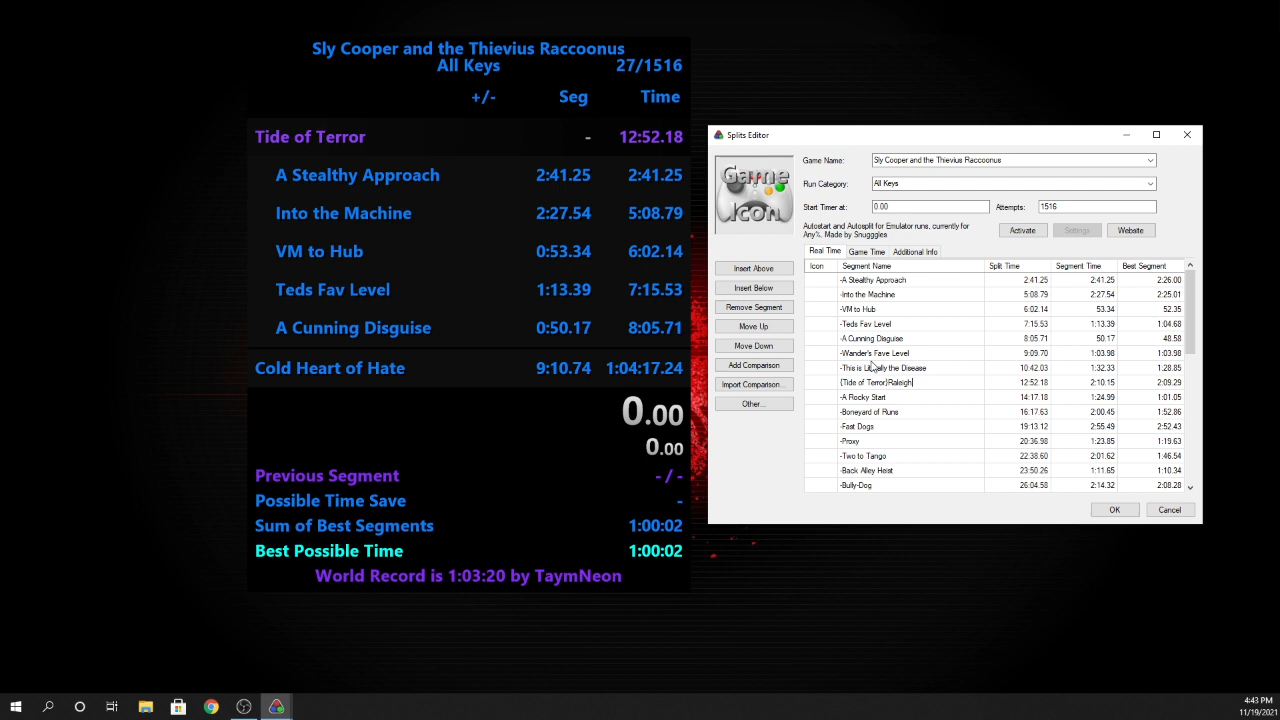 Sly Cooper and the Thievius Raccoonus
All Keys 27/1516
+/- Seg Time
Tide of Terror - 12:52.18
A Stealthy Approach 2:41.25 2:41.25
Into the Machine 2:27.54 5:08.79
VM to Hub 0:53.34 6:02.14
Teds Fav Level 1:13.39 7:15.53
A Cunning Disguise 0:50.17 8:05.71
Cold Heart of Hate 9:10.74 1:04:17.24
0.00
0.00
Previous Segment - / -
Possible Time Save -
Sum of Best Segments 1:00:02
Best Possible Time 1:00:02
World Record is 1:03:20 by TaymNeon
Splits Editor
Game Icon
Game Name: Sly Cooper and the Thievius Raccoonus
Run Category: All Keys
Start Timer at: 0.00 Attempts: 1516
Autostart and Autosplit for Emulator runs, currently for
Any%. Made by Snugggles
Activate Settings Website
Real Time Game Time Additional Info
Insert Above
Insert Below
Remove Segment
Move Up
Move Down
Add Comparison
Import Comparison...
Other...
Icon Segment Name Split Time Segment Time Best Segment
-A Stealthy Approach 2:41.25 2:41.25 2:26.00
-Into the Machine 5:08.79 2:27.54 2:25.01
-VM to Hub 6:02.14 53.34 52.35
-Teds Fav Level 7:15.53 1:13.39 1:04.68
-A Cunning Disguise 8:05.71 50.17 48.58
-Wander's Fave Level 9:09.70 1:03.98 1:03.98
-This is Literally the Disease 10:42.03 1:32.33 1:28.85
{Tide of Terror}Raleigh 12:52.18 2:10.15 2:09.29
-A Rocky Start 14:17.18 1:24.99 1:01.05
-Boneyard of Runs 16:17.63 2:00.45 1:52.86
-Fast Dogs 19:13.12 2:55.49 2:52.43
-Proxy 20:36.98 1:23.85 1:19.63
-Two to Tango 22:38.60 2:01.62 1:46.54
-Back Alley Heist 23:50.26 1:11.65 1:10.34
-Bully-Dog 26:04.58 2:14.32 2:08.28
OK Cancel
4:43 PM
11/19/2021